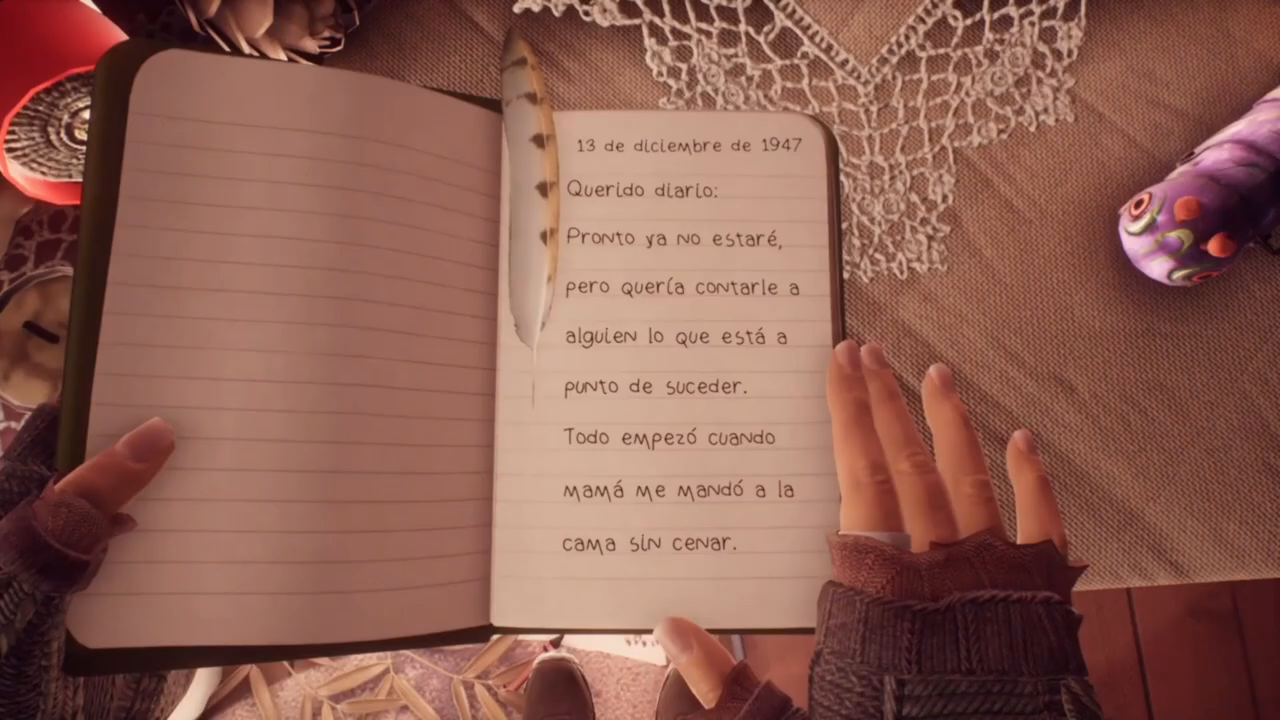 13 de diciembre de 1947
Querido diario:
Pronto ya no estaré,
pero quería contarle a
alguien lo que está a
punto de suceder.
Todo empezó cuando
mamá me mandó a la
cama sin cenar.